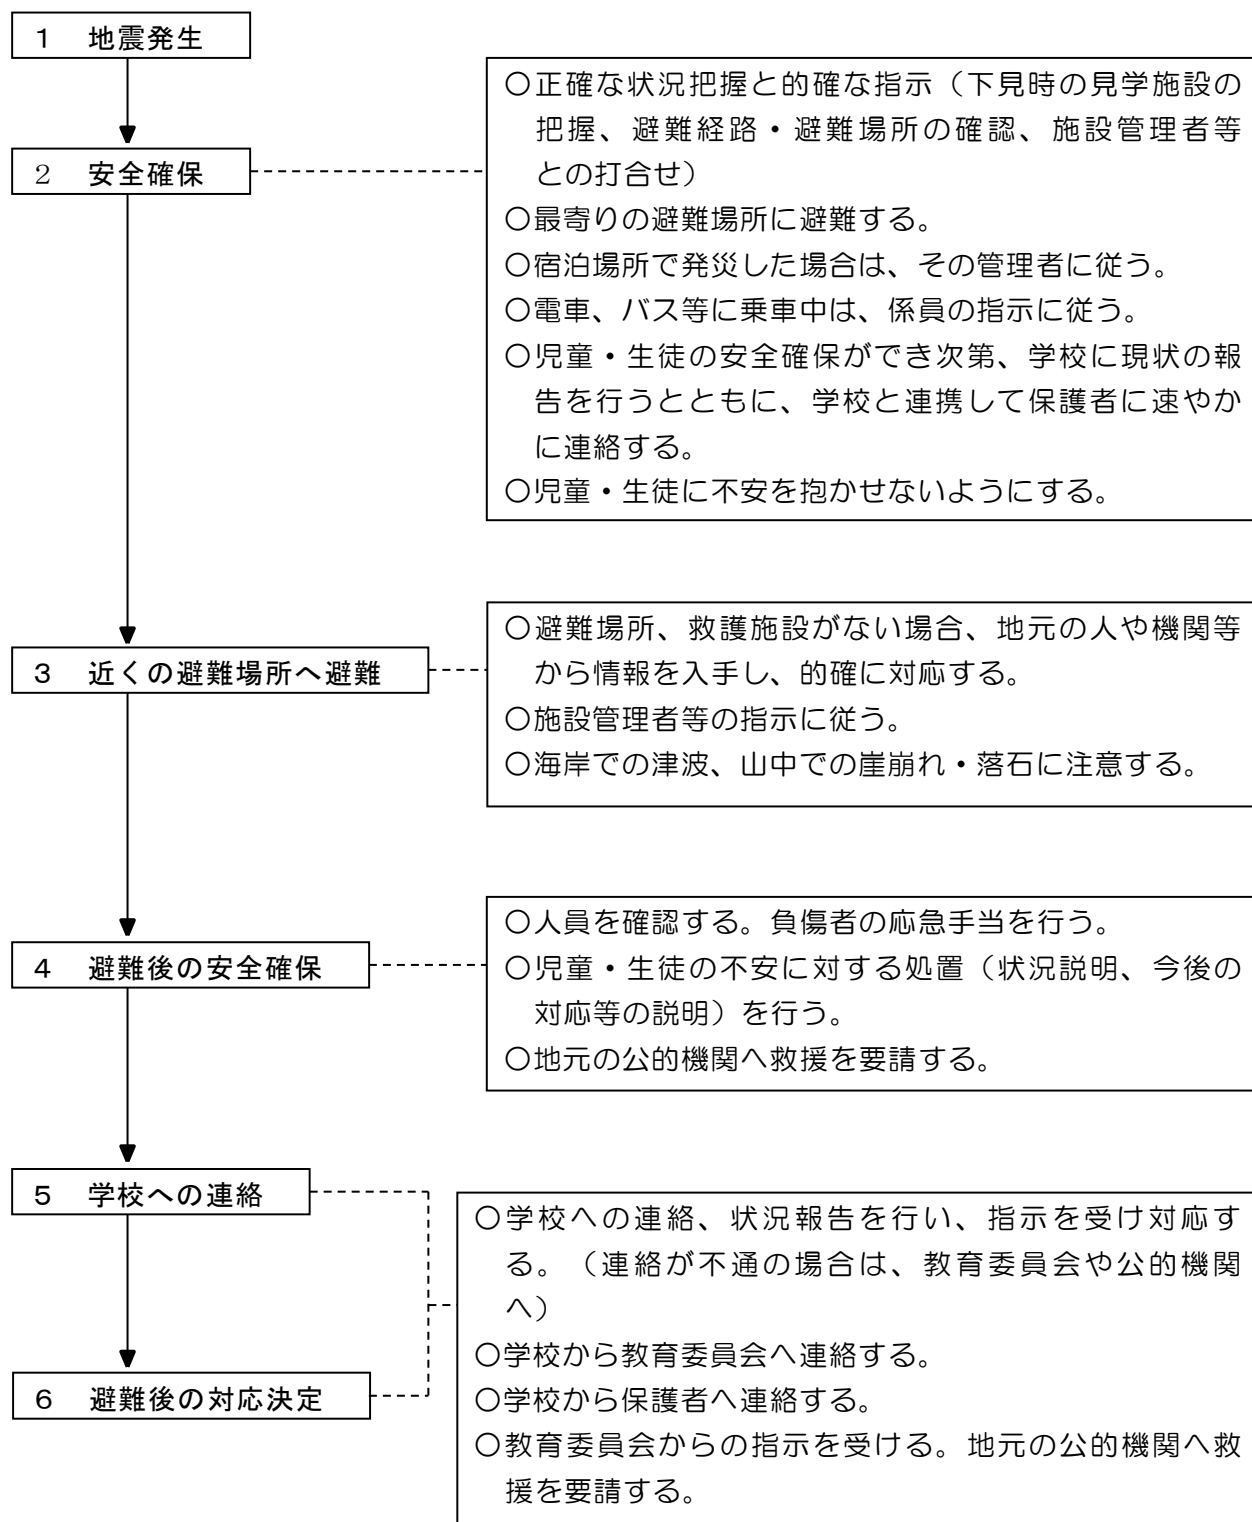 １　地震発生
２　安全確保
○正確な状況把握と的確な指示（下見時の見学施設の
把握、避難経路・避難場所の確認、施設管理者等
との打合せ）
○最寄りの避難場所に避難する。
○宿泊場所で発災した場合は、その管理者に従う。
○電車、バス等に乗車中は、係員の指示に従う。
○児童・生徒の安全確保ができ次第、学校に現状の報
告を行うとともに、学校と連携して保護者に速やか
に連絡する。
○児童・生徒に不安を抱かせないようにする。
３　近くの避難場所へ避難
○避難場所、救護施設がない場合、地元の人や機関等
から情報を入手し、的確に対応する。
○施設管理者等の指示に従う。
○海岸での津波、山中での崖崩れ・落石に注意する。
４　避難後の安全確保
○人員を確認する。負傷者の応急手当を行う。
○児童・生徒の不安に対する処置（状況説明、今後の
対応等の説明）を行う。
○地元の公的機関へ救援を要請する。
５　学校への連絡
６　避難後の対応決定
○学校への連絡、状況報告を行い、指示を受け対応す
る。（連絡が不通の場合は、教育委員会や公的機関
へ）
○学校から教育委員会へ連絡する。
○学校から保護者へ連絡する。
○教育委員会からの指示を受ける。地元の公的機関へ救
援を要請する。